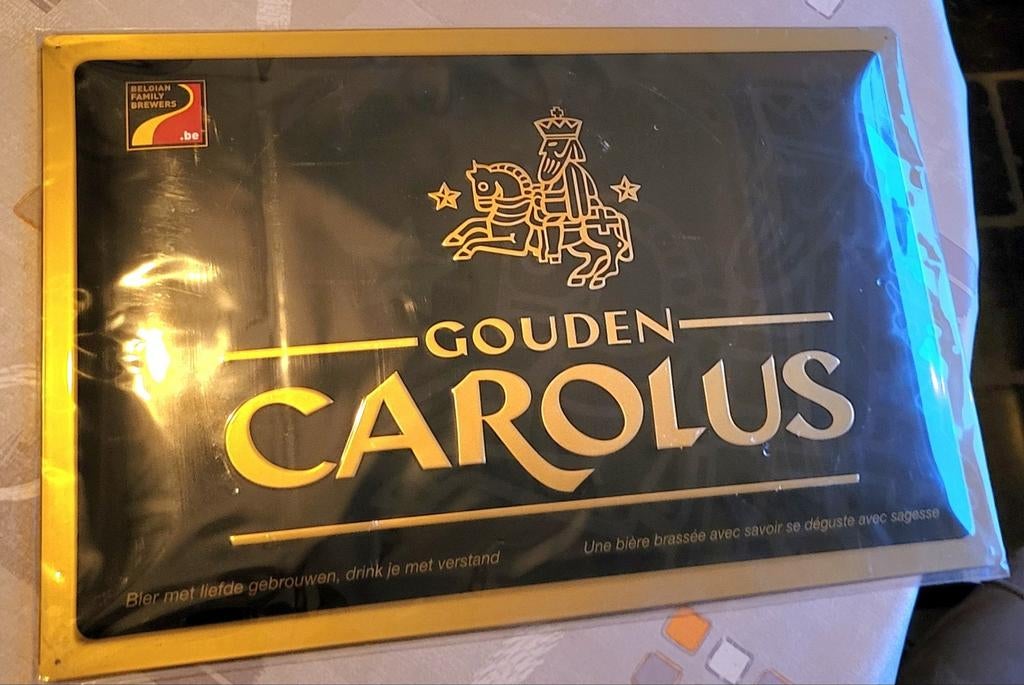 BELGIAN
FAMILY
BREWERS
.be
GOUDEN
CAROLUS
Bier met liefde gebrouwen, drink je met verstand
Une bière brassée avec savoir se déguste avec sagesse